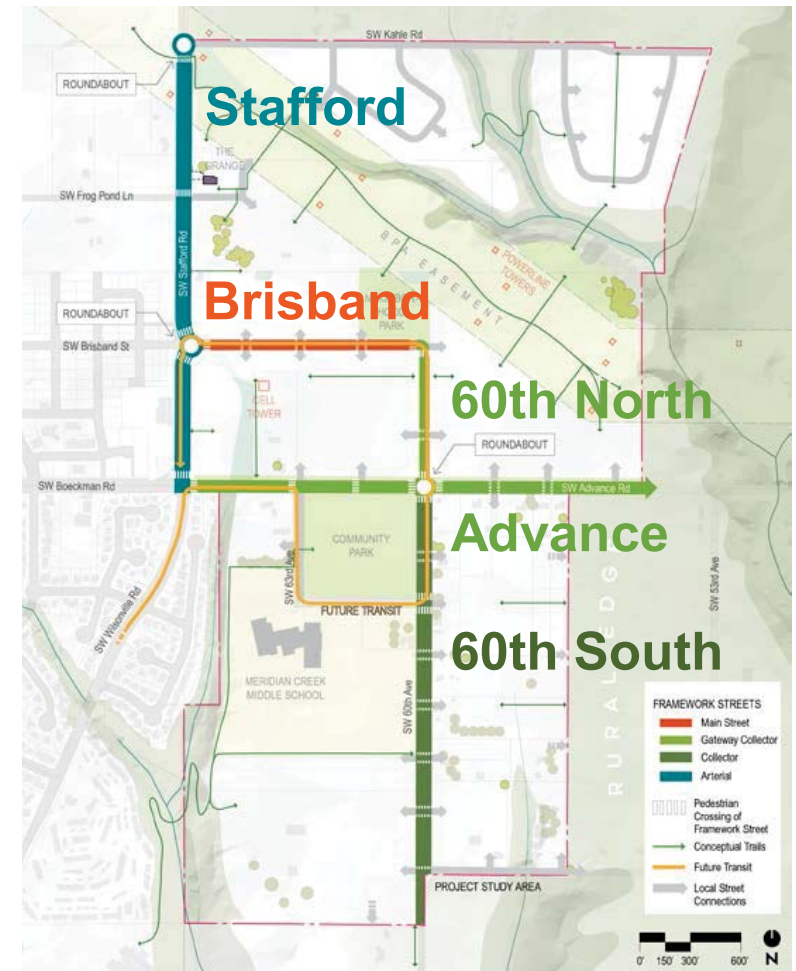 SW Kahle Rd
ROUNDABOUT
Stafford
THE
GRANGE
SW Frog Pond Ln
SW Stafford Rd
BPA EASEMENT
POWERLINE
TOWERS
Brisband
PARK
ROUNDABOUT
SW Brisband St
CELL
TOWER
60th North
ROUNDABOUT
SW Boeckman Rd
SW Advance Rd
Advance
COMMUNITY
PARK
SW 63rd Ave
FUTURE TRANSIT
SW Wilsonville Rd
SW 53rd Ave
RURAL EDGE
60th South
MERIDIAN CREEK
MIDDLE SCHOOL
SW 60th Ave
PROJECT STUDY AREA
FRAMEWORK STREETS
Main Street
Gateway Collector
Collector
Arterial
Pedestrian
Crossing of
Framework Street
Conceptual Trails
Future Transit
Local Street
Connections
0' 150' 300' 600'
N